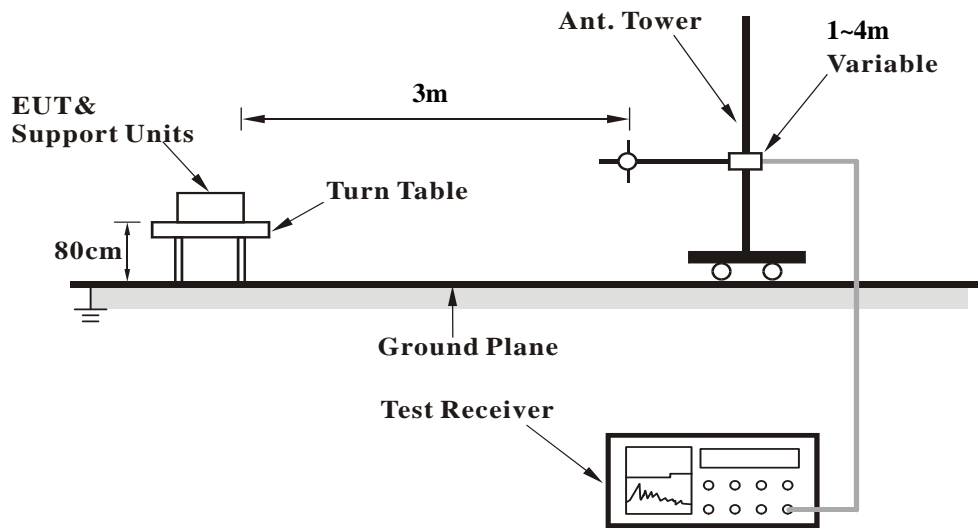 Ant. Tower
1~4m
Variable
3m
EUT&
Support Units
Turn Table
80cm
Ground Plane
Test Receiver